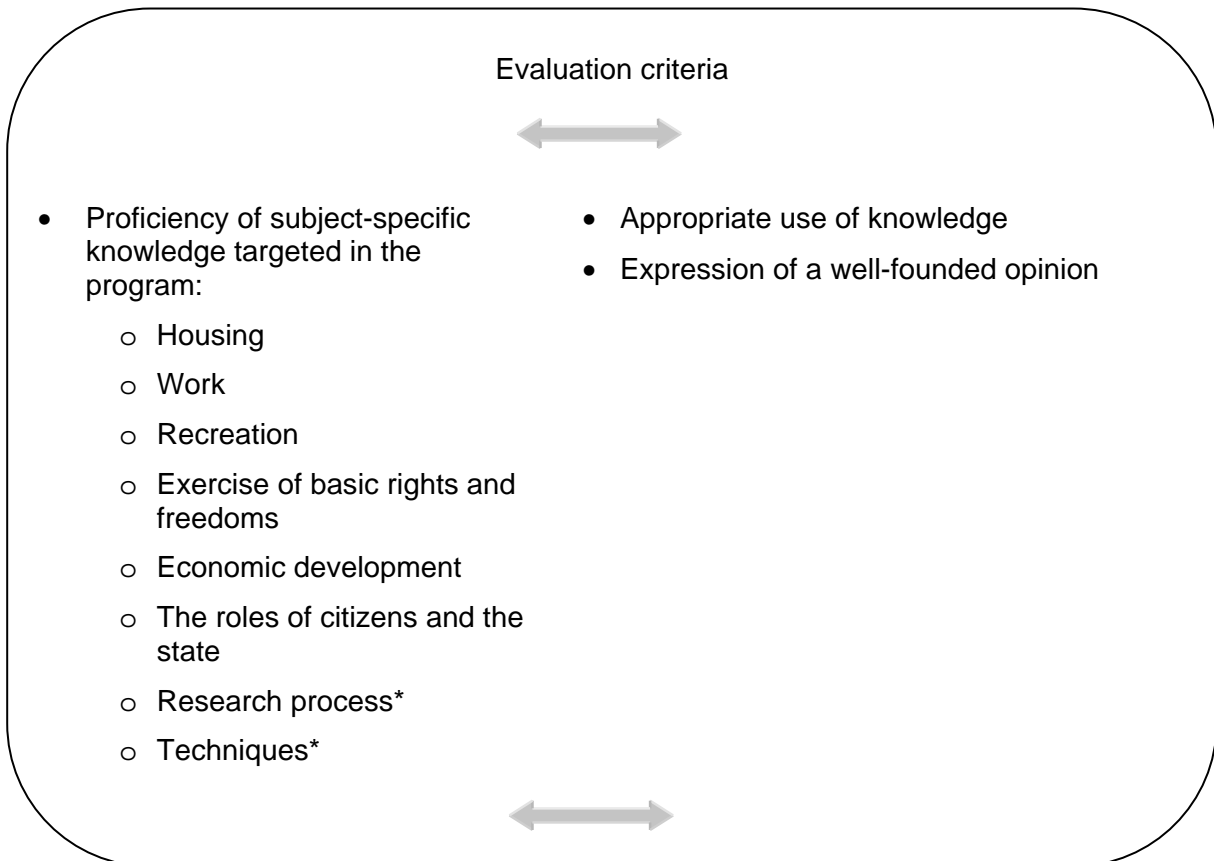 Evaluation criteria
• Proficiency of subject-specific
knowledge targeted in the
program:
o Housing
o Work
o Recreation
o Exercise of basic rights and
freedoms
o Economic development
o The roles of citizens and the
state
o Research process*
o Techniques*
• Appropriate use of knowledge
• Expression of a well-founded opinion